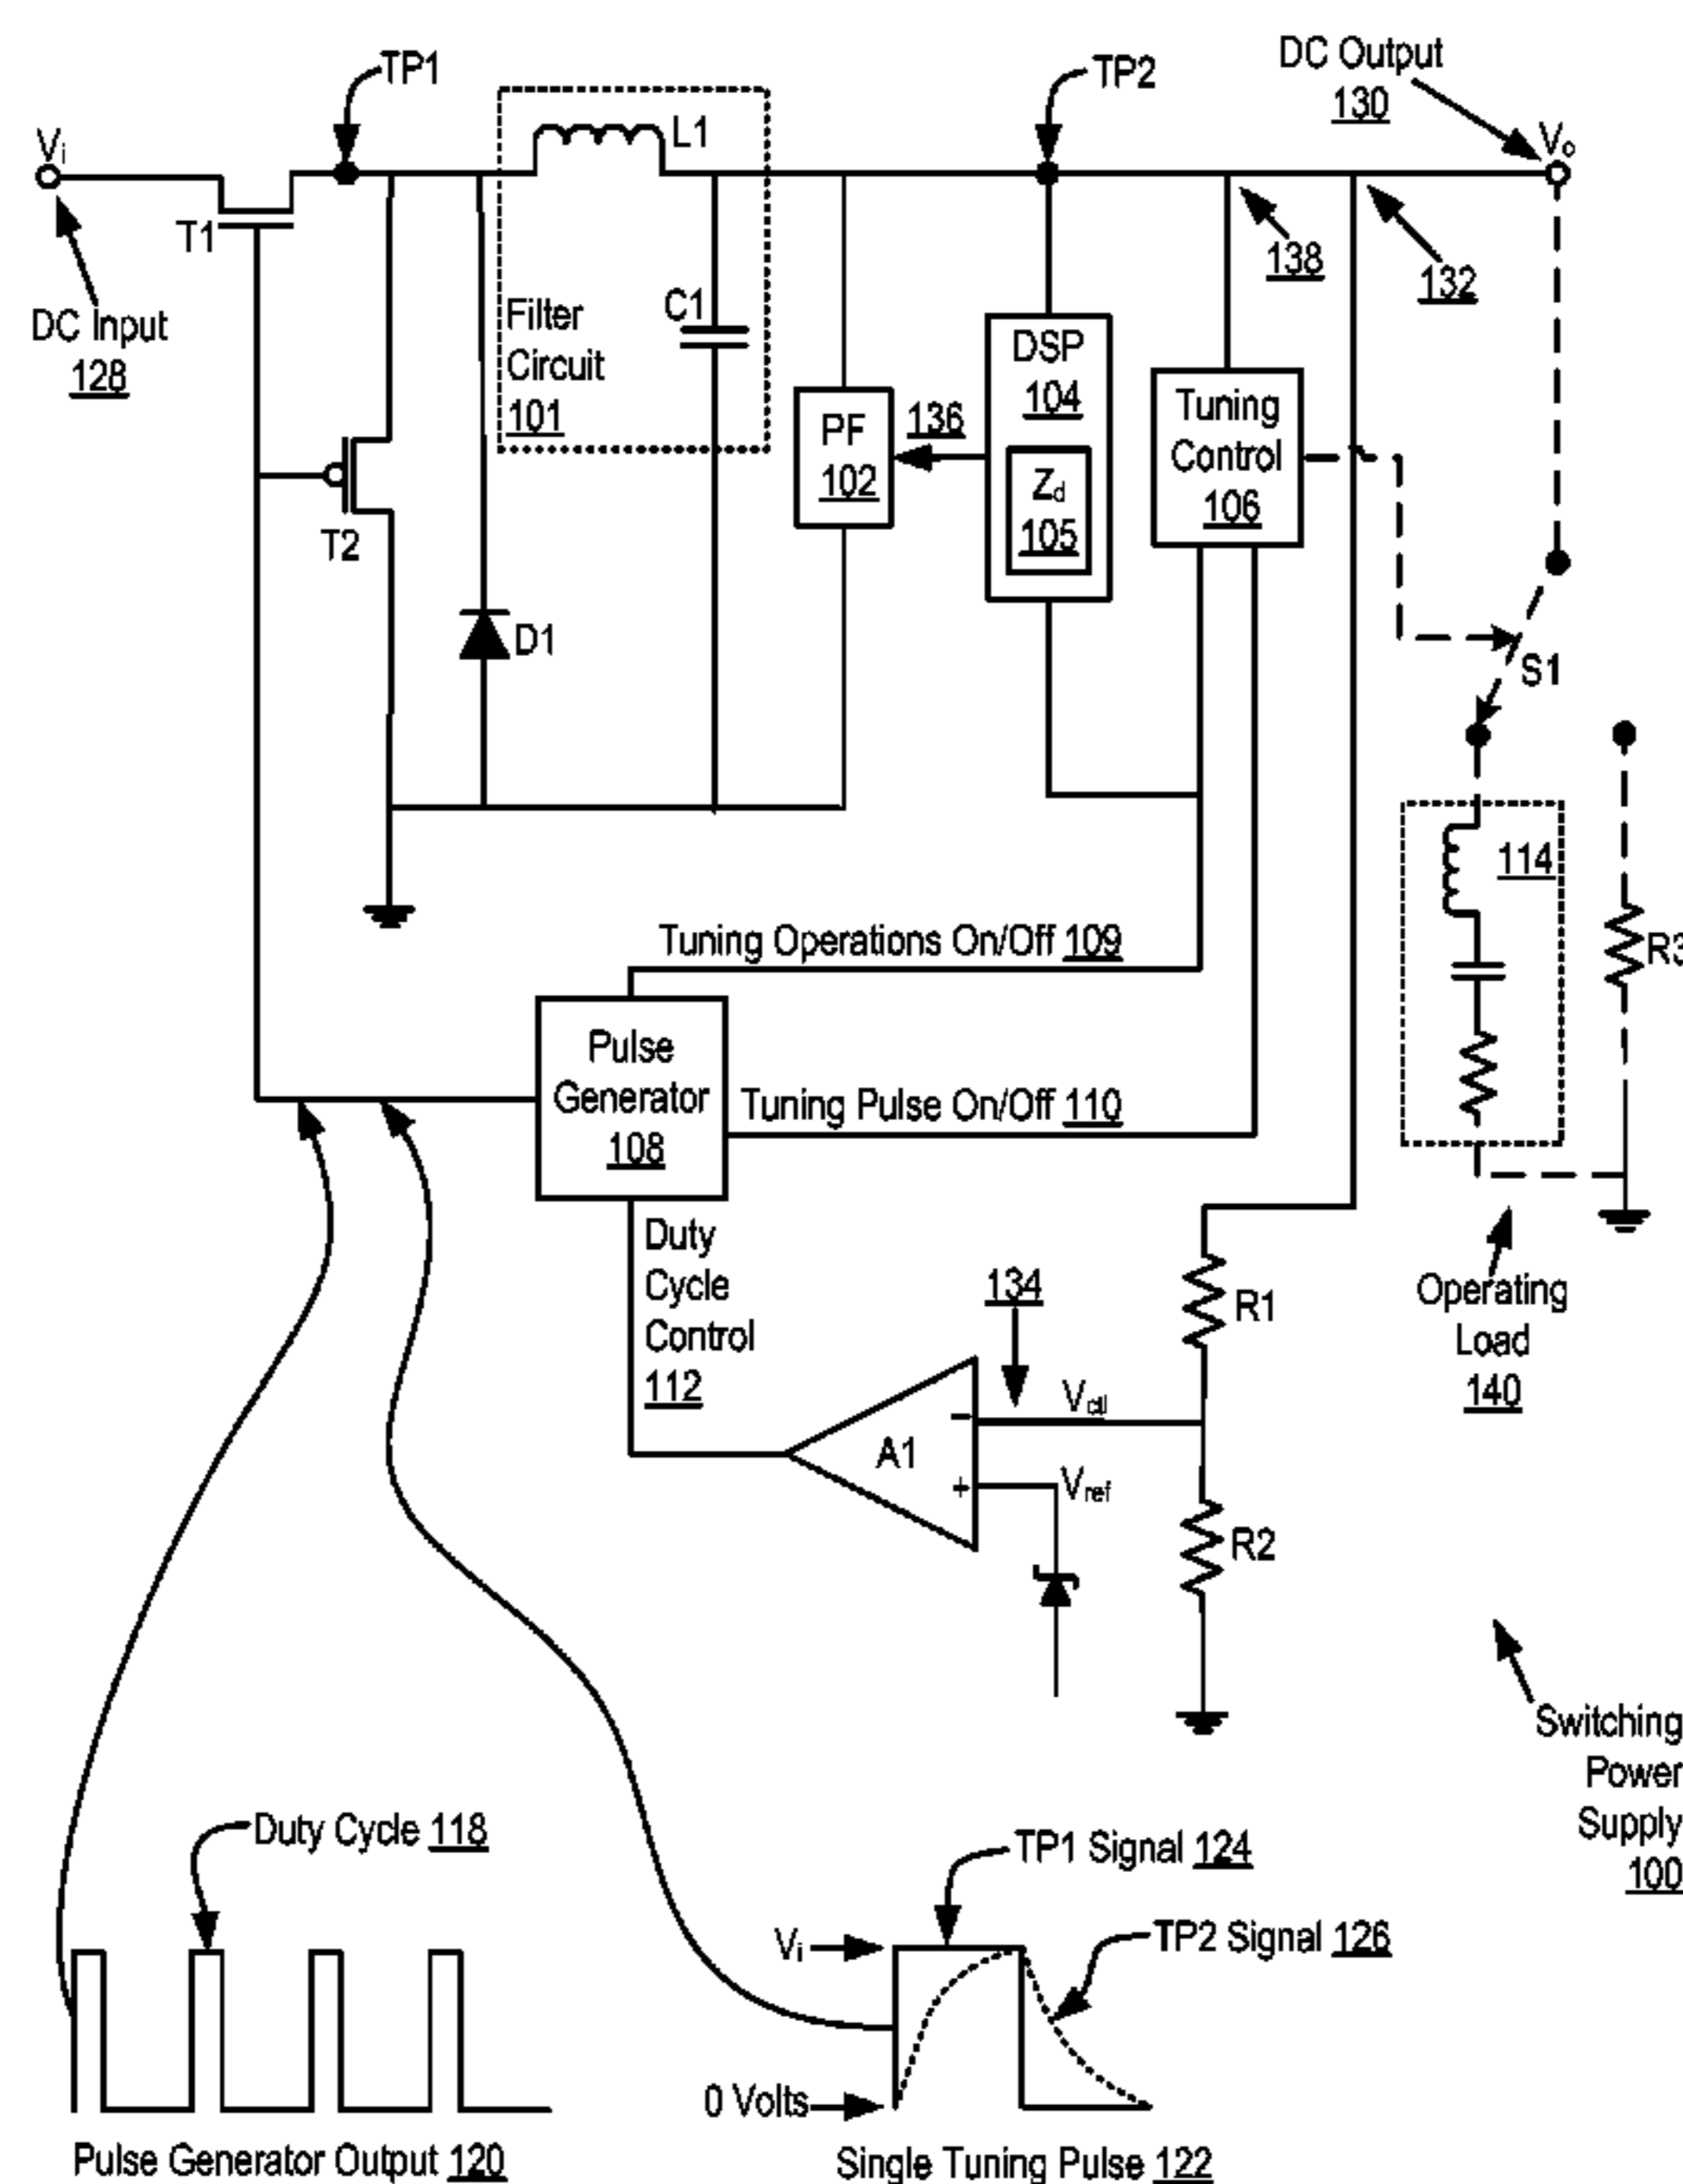 TP1
TP2
DC Output
130
Vi
L1
Vo
T1
138
132
DC Input
128
Filter
Circuit
101
C1
DSP
104
Tuning
Control
106
PF
102
136
Zd
105
T2
D1
S1
114
R3
Tuning Operations On/Off 109
Pulse
Generator
108
Tuning Pulse On/Off 110
Duty
Cycle
Control
112
134
R1
Operating
Load
140
Vctl
A1
Vref
R2
-
+
Switching
Power
Supply
100
Duty Cycle 118
TP1 Signal 124
Vi
TP2 Signal 126
0 Volts
Pulse Generator Output 120
Single Tuning Pulse 122